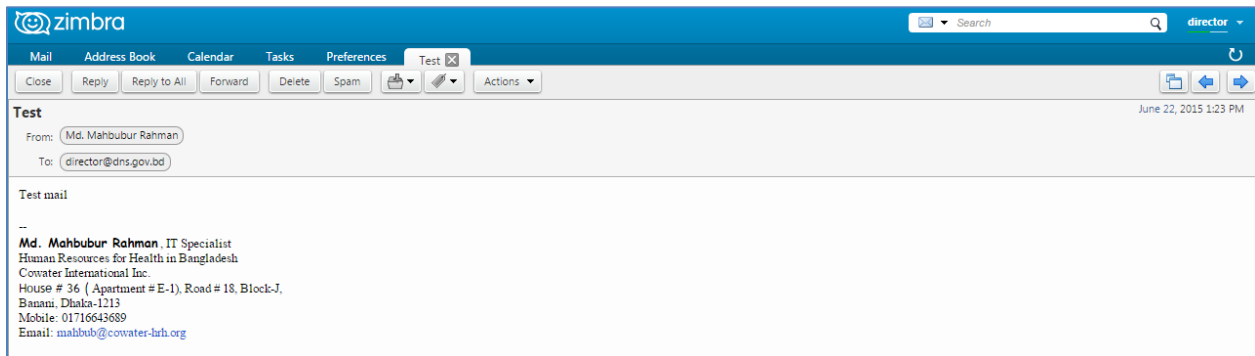 zimbra
Search
director
Mail Address Book Calendar Tasks Preferences Test
Close Reply Reply to All Forward Delete Spam Actions
Test
June 22, 2015 1:23 PM
From: Md. Mahbubur Rahman
To: director@dns.gov.bd
Test mail
--
Md. Mahbubur Rahman , IT Specialist
Human Resources for Health in Bangladesh
Cowater International Inc.
House # 36 ( Apartment # E-1), Road # 18, Block-J,
Banani, Dhaka-1213
Mobile: 01716643689
Email: mahbub@cowater-hrh.org